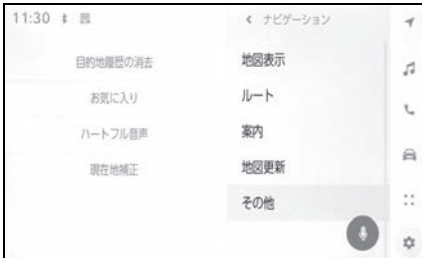 11:30
目的地履歴の消去
お気に入り
ハートフル音声
現在地補正
< ナビゲーション
地図表示
ルート
案内
地図更新
その他